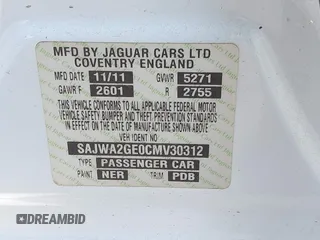 MFD BY JAGUAR CARS LTD
COVENTRY ENGLAND
MFD DATE 11/11 GVWR 5271
GAWR F 2601 R 2755
THIS VEHICLE CONFORMS TO ALL APPLICABLE FEDERAL MOTOR
VEHICLE SAFETY BUMPER AND THEFT PREVENTION STANDARDS
IN EFFECT ON THE DATE OF MANUFACTURE SHOWN ABOVE
VEH IDENT NO
SAJWA2GE0CMV30312
TYPE PASSENGER CAR
PAINT NER TRIM PDB
DREAMBID